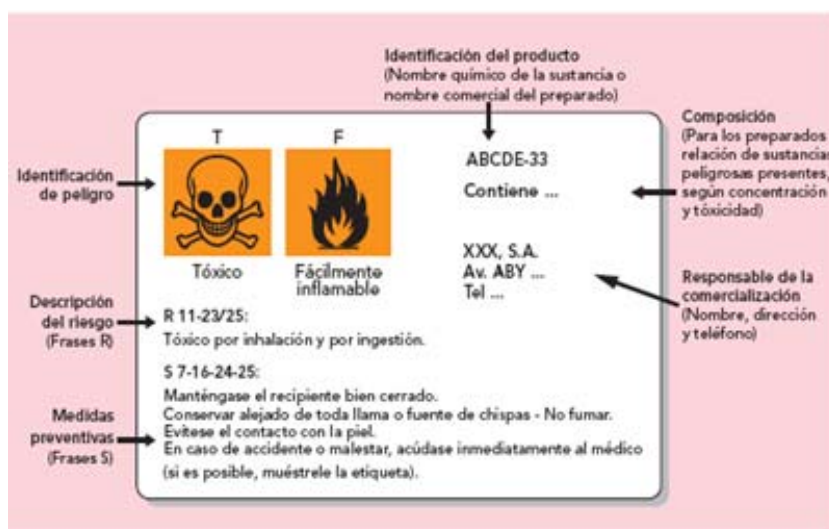 Identificación del producto
(Nombre químico de la sustancia o
nombre comercial del preparado)
Composición
(Para los preparados
relación de sustancias
peligrosas presentes,
según concentración
y tóxicidad)
Identificación
de peligro
T
F
Tóxico
Fácilmente
inflamable
ABCDE-33
Contiene ...
XXX, S.A.
Av. ABY ...
Tel ...
Responsable de la
comercialización
(Nombre, dirección
y teléfono)
Descripción
del riesgo
(Frases R)
R 11-23/25:
Tóxico por inhalación y por ingestión.
S 7-16-24-25:
Manténgase el recipiente bien cerrado.
Conservar alejado de toda llama o fuente de chispas - No fumar.
Evítese el contacto con la piel.
En caso de accidente o malestar, acúdase inmediatamente al médico
(si es posible, muéstrele la etiqueta).
Medidas
preventivas
(Frases S)